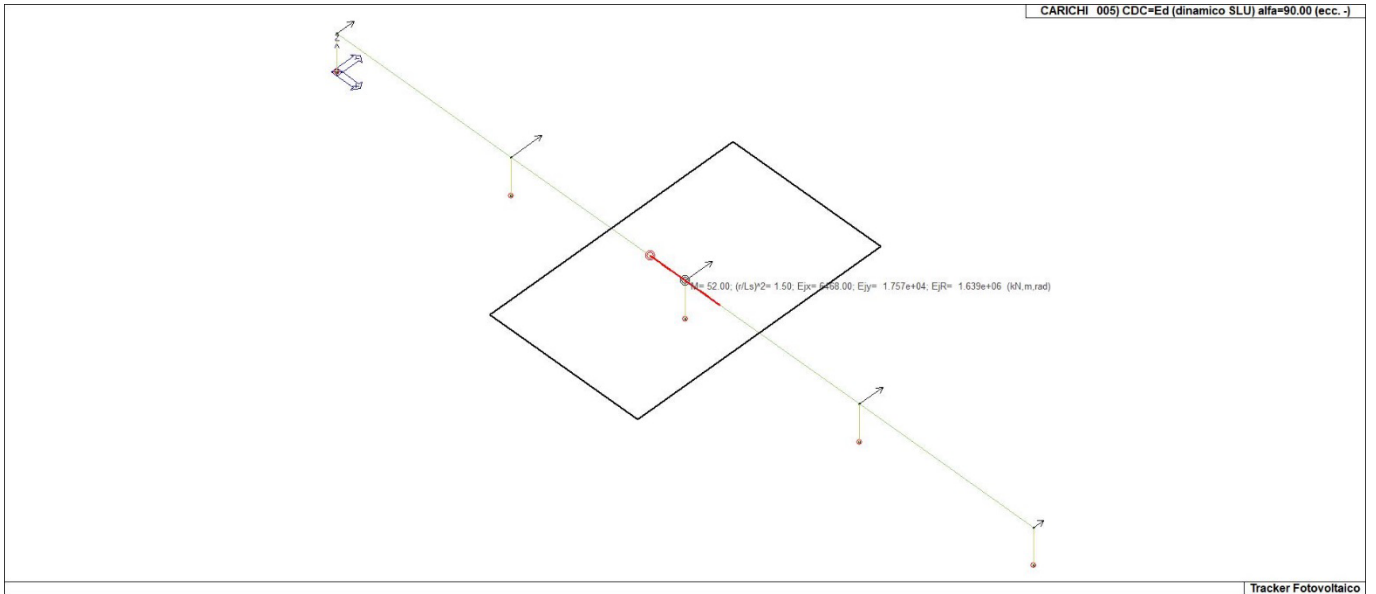 CARICHI 005) CDC=Ed (dinamico SLU) alfa=90.00 (ecc. -)
M= 52.00; (r/Ls)^2= 1.50; Ejx= 6468.00; Ejy= 1.757e+04; EjR= 1.639e+06 (kN,m,rad)
Tracker Fotovoltaico